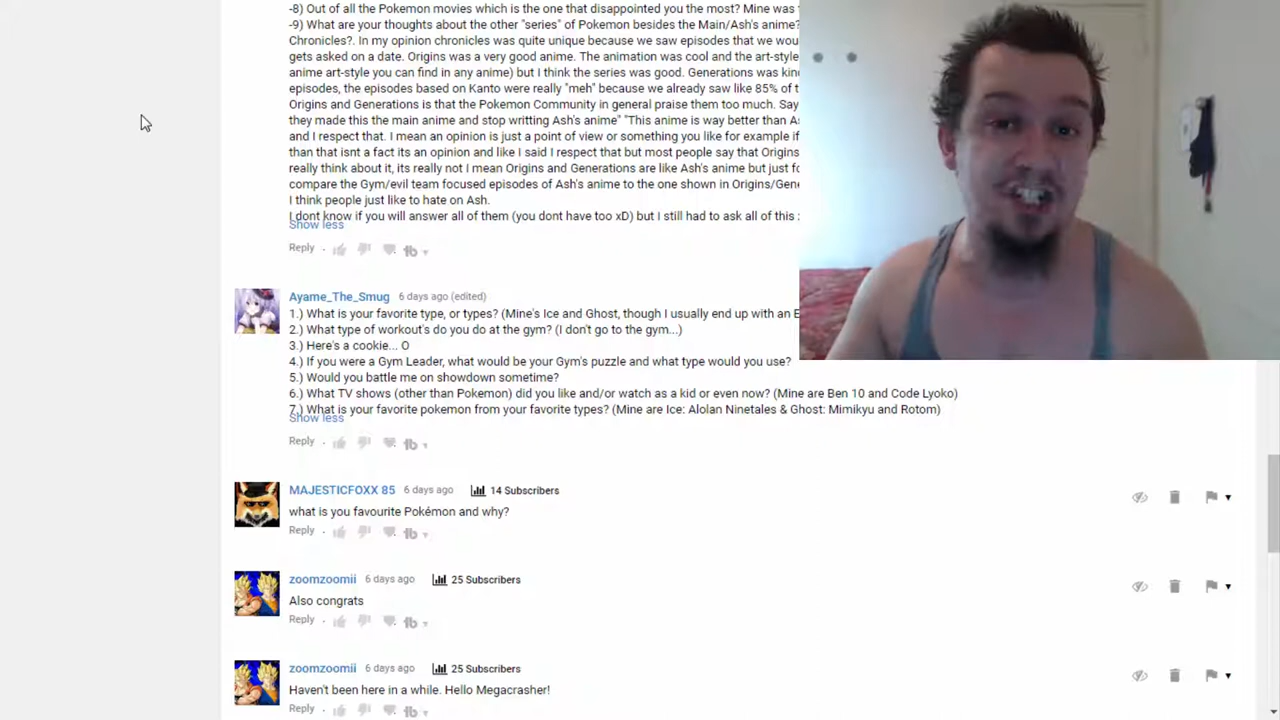 -8) Out of all the Pokemon movies which is the one that disappointed you the most? Mine was
-9) What are your thoughts about the other "series" of Pokemon besides the Main/Ash's anime?
Chronicles?. In my opinion chronicles was quite unique because we saw episodes that we wou
gets asked on a date. Origins was a very good anime. The animation was cool and the art-style
anime art-style you can find in any anime) but I think the series was good. Generations was kin
episodes, the episodes based on Kanto were really "meh" because we already saw like 85% of t
Origins and Generations is that the Pokemon Community in general praise them too much. Say
they made this the main anime and stop writting Ash's anime" "This anime is way better than As
and I respect that. I mean an opinion is just a point of view or something you like for example if
than that isnt a fact its an opinion and like I said I respect that but most people say that Origins
really think about it, its really not I mean Origins and Generations are like Ash's anime but just fo
compare the Gym/evil team focused episodes of Ash's anime to the one shown in Origins/Gene
I think people just like to hate on Ash.
I dont know if you will answer all of them (you dont have too xD) but I still had to ask all of this :
Show less
Reply
Ayame_The_Smug 6 days ago (edited)
1.) What is your favorite type, or types? (Mine's Ice and Ghost, though I usually end up with an E
2.) What type of workout's do you do at the gym? (I don't go to the gym...)
3.) Here's a cookie... O
4.) If you were a Gym Leader, what would be your Gym's puzzle and what type would you use?
5.) Would you battle me on showdown sometime?
6.) What TV shows (other than Pokemon) did you like and/or watch as a kid or even now? (Mine are Ben 10 and Code Lyoko)
7.) What is your favorite pokemon from your favorite types? (Mine are Ice: Alolan Ninetales & Ghost: Mimikyu and Rotom)
Show less
Reply
MAJESTICFOXX 85 6 days ago 14 Subscribers
what is you favourite Pokémon and why?
Reply
zoomzoomii 6 days ago 25 Subscribers
Also congrats
Reply
zoomzoomii 6 days ago 25 Subscribers
Haven't been here in a while. Hello Megacrasher!
Reply